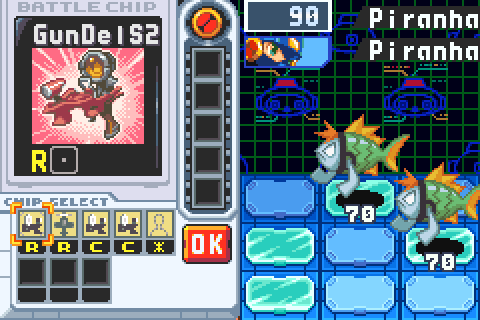 BATTLE CHIP
GunDelS2
R
CHIP SELECT
R R C C *
OK
90
Piranha
Piranha
70
70